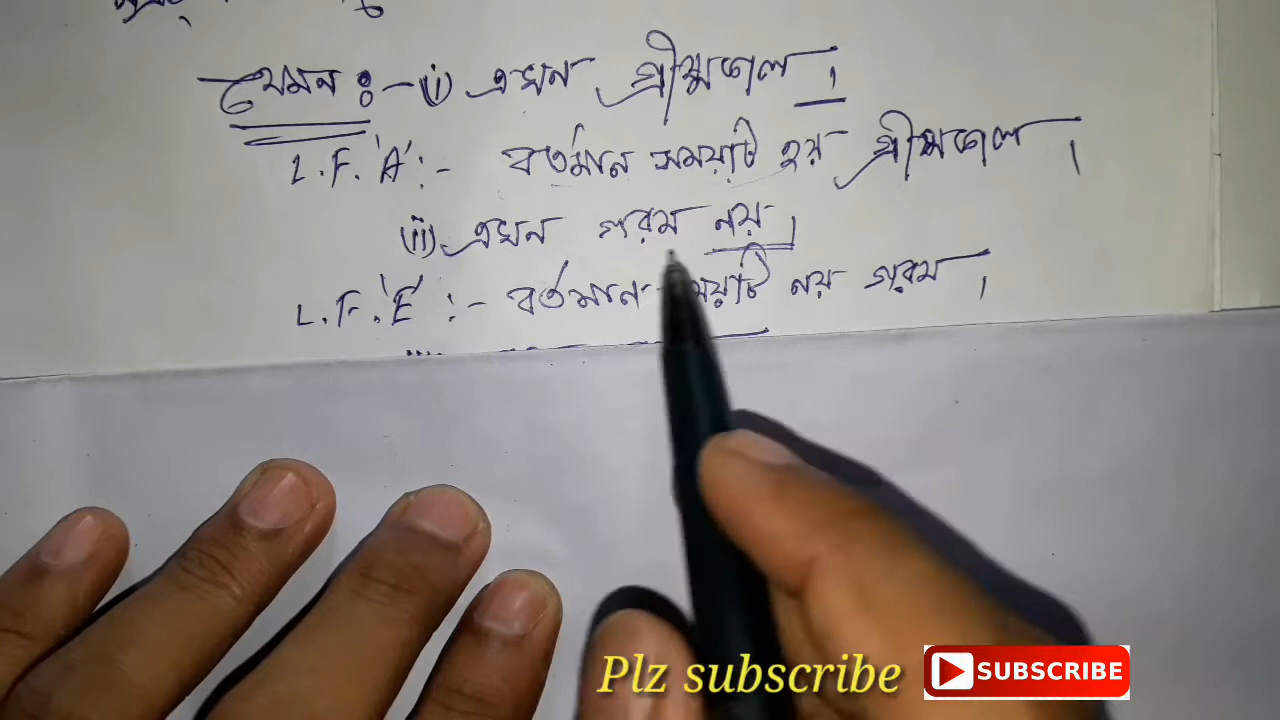 যেমন :- (i) এখন গ্রীষ্মকাল ।
L.F. 'A' :- বর্তমান সময়টি হয় গ্রীষ্মকাল ।
(ii) এখন গরম নয় ।
L.F. 'E' :- বর্তমান সময়টি নয় গরম ।
Plz subscribe
SUBSCRIBE